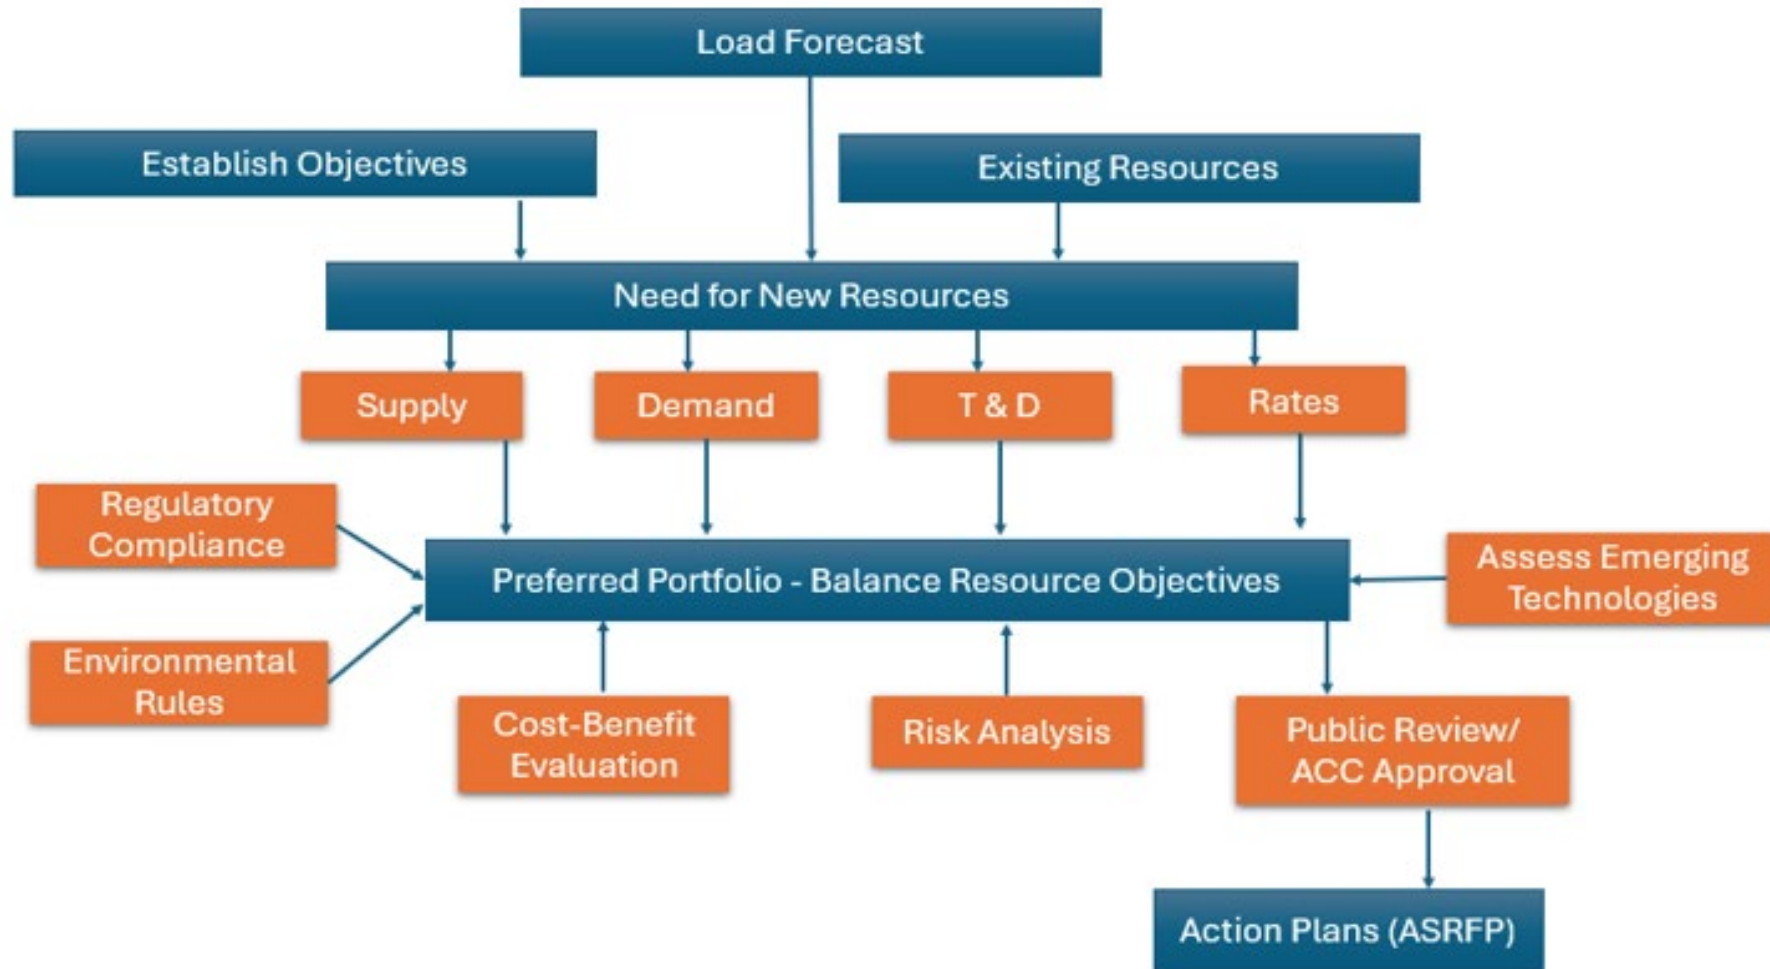 Load Forecast
Establish Objectives
Existing Resources
Need for New Resources
Supply
Demand
T & D
Rates
Regulatory
Compliance
Preferred Portfolio - Balance Resource Objectives
Assess Emerging
Technologies
Environmental
Rules
Cost-Benefit
Evaluation
Risk Analysis
Public Review/
ACC Approval
Action Plans (ASRFP)